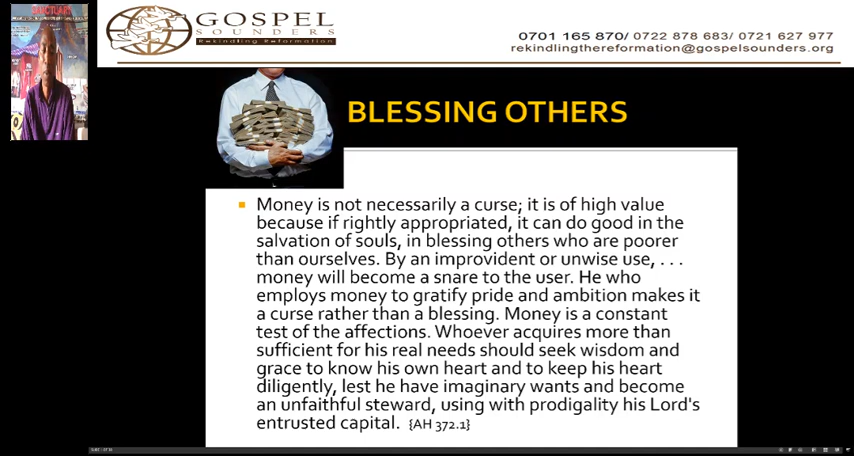 SANCTUARY
GOSPEL
SOUNDERS
Rekindling Reformation
0701 165 870/ 0722 878 683/ 0721 627 977
rekindlingthereformation@gospelsounders.org
BLESSING OTHERS
Money is not necessarily a curse; it is of high value
because if rightly appropriated, it can do good in the
salvation of souls, in blessing others who are poorer
than ourselves. By an improvident or unwise use, . . .
money will become a snare to the user. He who
employs money to gratify pride and ambition makes it
a curse rather than a blessing. Money is a constant
test of the affections. Whoever acquires more than
sufficient for his real needs should seek wisdom and
grace to know his own heart and to keep his heart
diligently, lest he have imaginary wants and become
an unfaithful steward, using with prodigality his Lord's
entrusted capital. {AH 372.1}